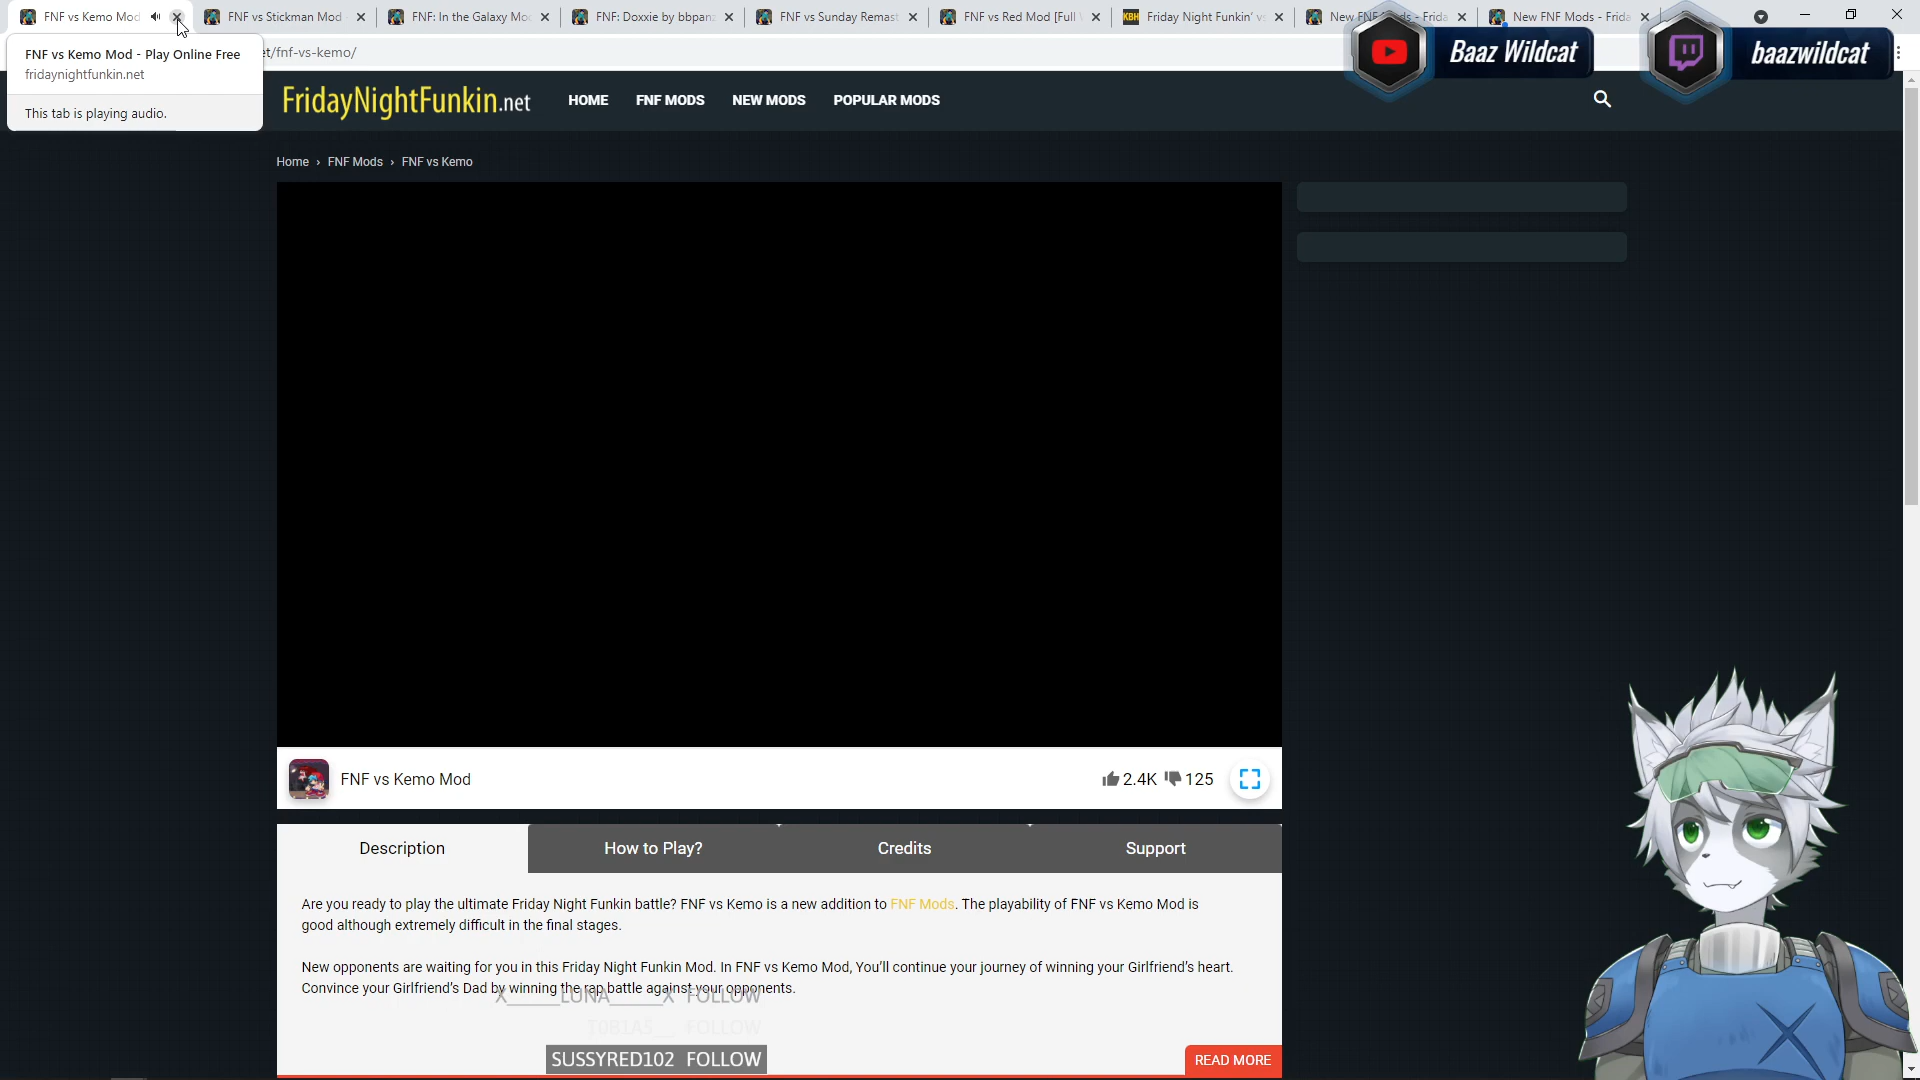 FNF vs Kemo Mod
FNF vs Stickman Mod
FNF: In the Galaxy Mo
FNF: Doxxie by bbpan
FNF vs Sunday Remast
FNF vs Red Mod [Full
KBH Friday Night Funkin' vs
New FNF Mods - Frida
New FNF Mods - Frida
FNF vs Kemo Mod - Play Online Free
fridaynightfunkin.net
This tab is playing audio.
et/fnf-vs-kemo/
Baaz Wildcat
baazwildcat
FridayNightFunkin.net
HOME
FNF MODS
NEW MODS
POPULAR MODS
Home › FNF Mods › FNF vs Kemo
FNF vs Kemo Mod
2.4K
125
Description
How to Play?
Credits
Support
Are you ready to play the ultimate Friday Night Funkin battle? FNF vs Kemo is a new addition to FNF Mods. The playability of FNF vs Kemo Mod is
good although extremely difficult in the final stages.
New opponents are waiting for you in this Friday Night Funkin Mod. In FNF vs Kemo Mod, You'll continue your journey of winning your Girlfriend's heart.
Convince your Girlfriend's Dad by winning the rap battle against your opponents.
X_____LUNA_____X FOLLOW
FOLLOW
SUSSYRED102 FOLLOW
READ MORE